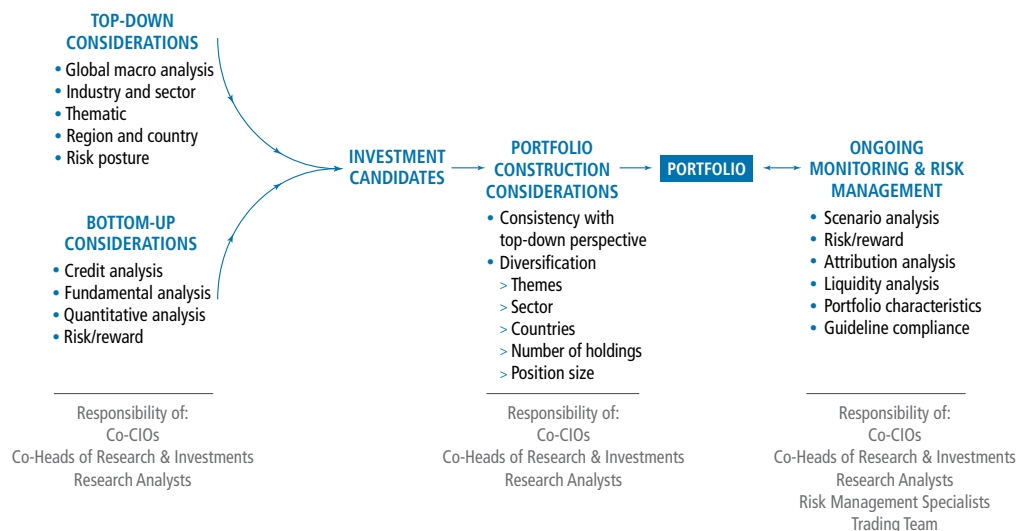 TOP-DOWN
CONSIDERATIONS
• Global macro analysis
• Industry and sector
• Thematic
• Region and country
• Risk posture
BOTTOM-UP
CONSIDERATIONS
• Credit analysis
• Fundamental analysis
• Quantitative analysis
• Risk/reward
Responsibility of:
Co-CIOs
Co-Heads of Research & Investments
Research Analysts
INVESTMENT
CANDIDATES
PORTFOLIO
CONSTRUCTION
CONSIDERATIONS
• Consistency with
top-down perspective
• Diversification
> Themes
> Sector
> Countries
> Number of holdings
> Position size
Responsibility of:
Co-CIOs
Co-Heads of Research & Investments
Research Analysts
PORTFOLIO
ONGOING
MONITORING & RISK
MANAGEMENT
• Scenario analysis
• Risk/reward
• Attribution analysis
• Liquidity analysis
• Portfolio characteristics
• Guideline compliance
Responsibility of:
Co-CIOs
Co-Heads of Research & Investments
Research Analysts
Risk Management Specialists
Trading Team